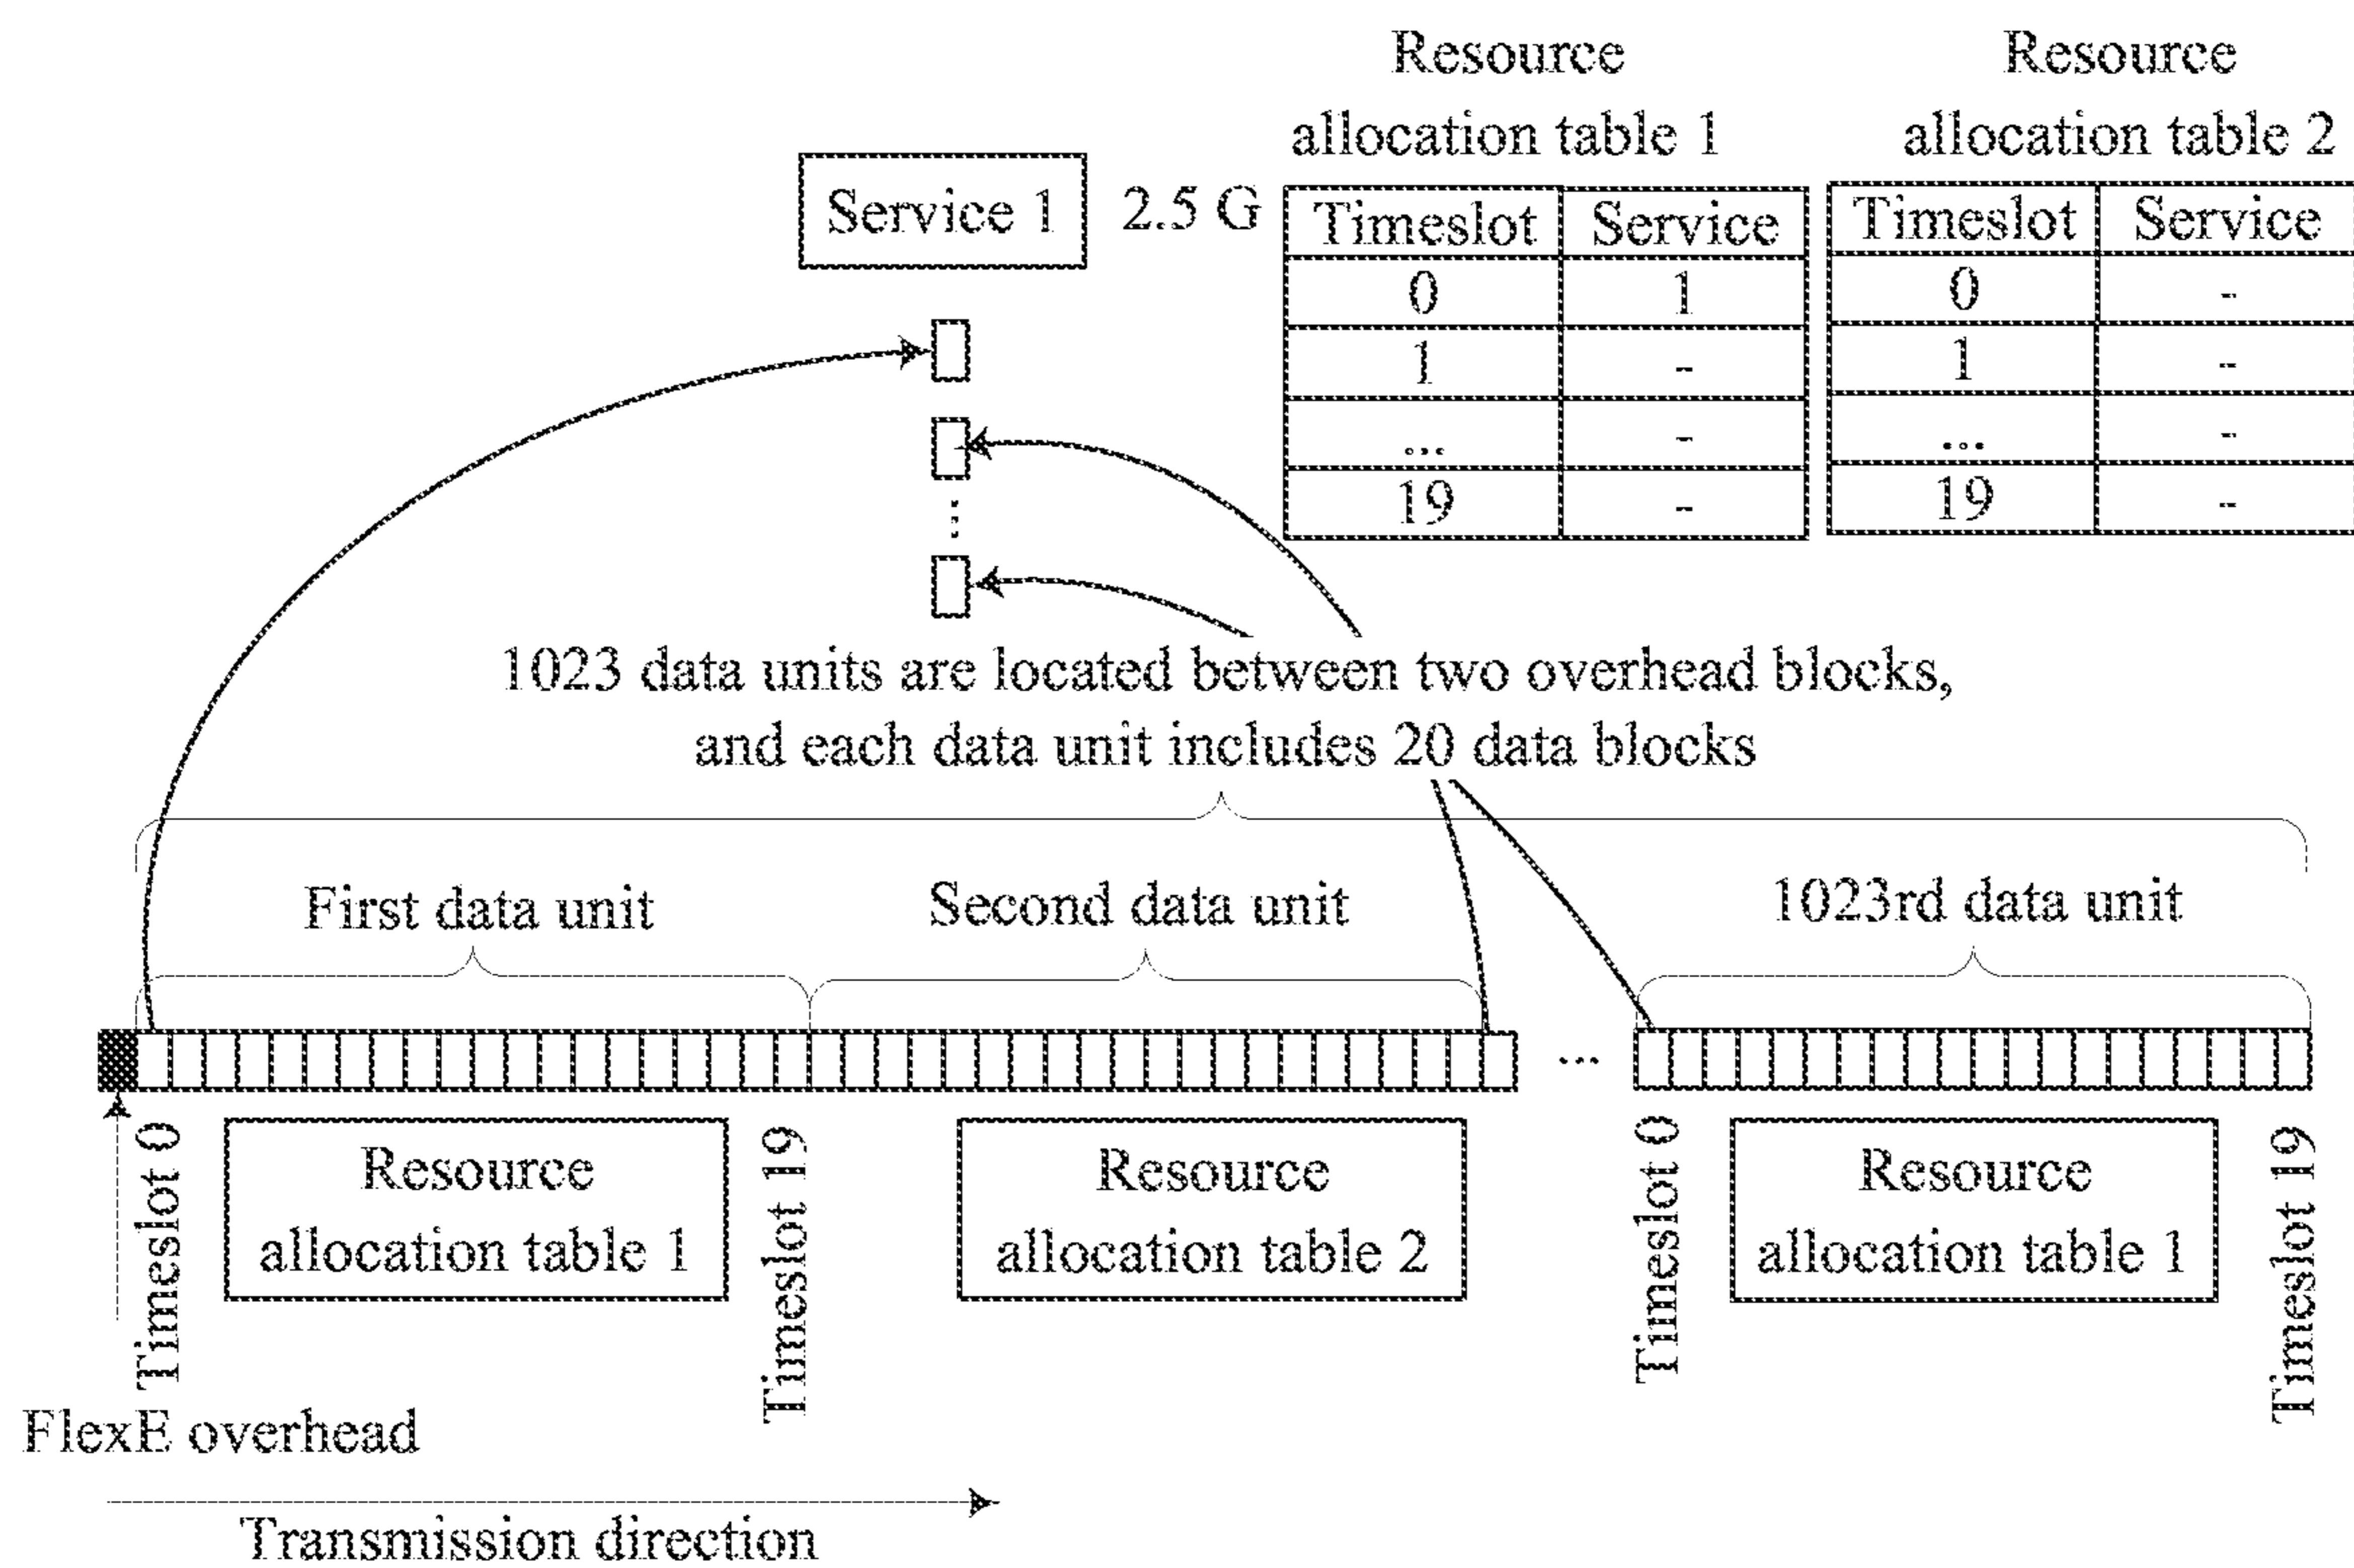 Resource
allocation table 1
Resource
allocation table 2
Service 1
2.5 G
Timeslot Service
0 1
1 -
... -
19 -
Timeslot Service
0 -
1 -
... -
19 -
1023 data units are located between two overhead blocks,
and each data unit includes 20 data blocks
First data unit
Second data unit
1023rd data unit
...
Timeslot 0
Resource
allocation table 1
Timeslot 19
Resource
allocation table 2
Timeslot 0
Resource
allocation table 1
Timeslot 19
FlexE overhead
Transmission direction